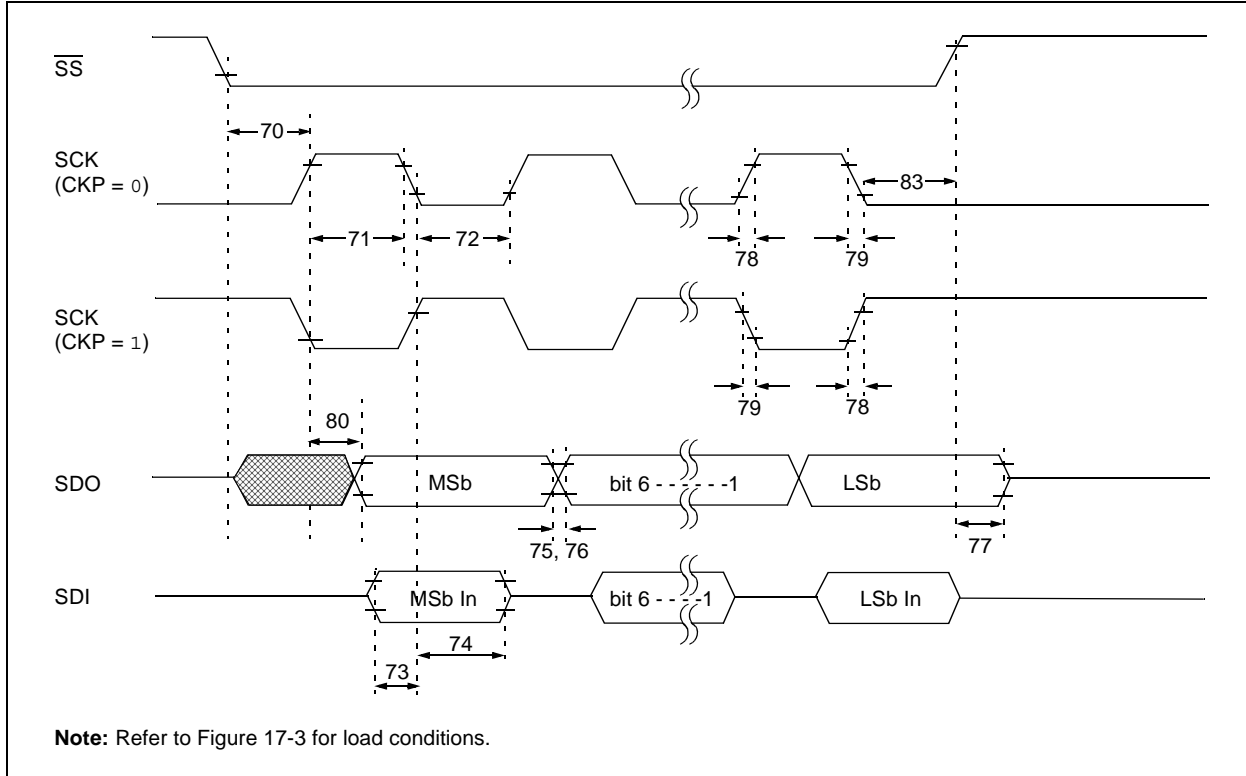 SS
70
SCK
(CKP = 0)
83
71
72
78
79
SCK
(CKP = 1)
79
78
80
SDO
MSb
bit 6 - - - - - -1
LSb
75, 76
77
SDI
MSb In
bit 6 - - - -1
LSb In
74
73
Note: Refer to Figure 17-3 for load conditions.